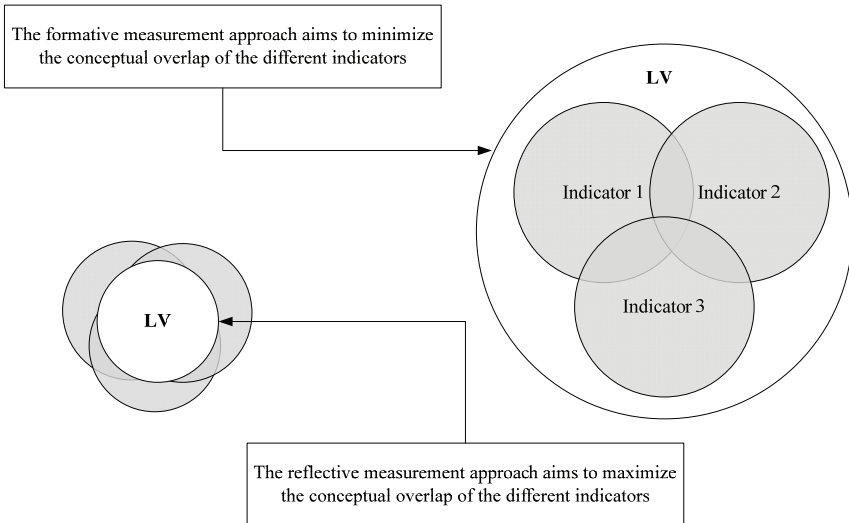 The formative measurement approach aims to minimize
the conceptual overlap of the different indicators
LV
Indicator 1
Indicator 2
Indicator 3
LV
The reflective measurement approach aims to maximize
the conceptual overlap of the different indicators